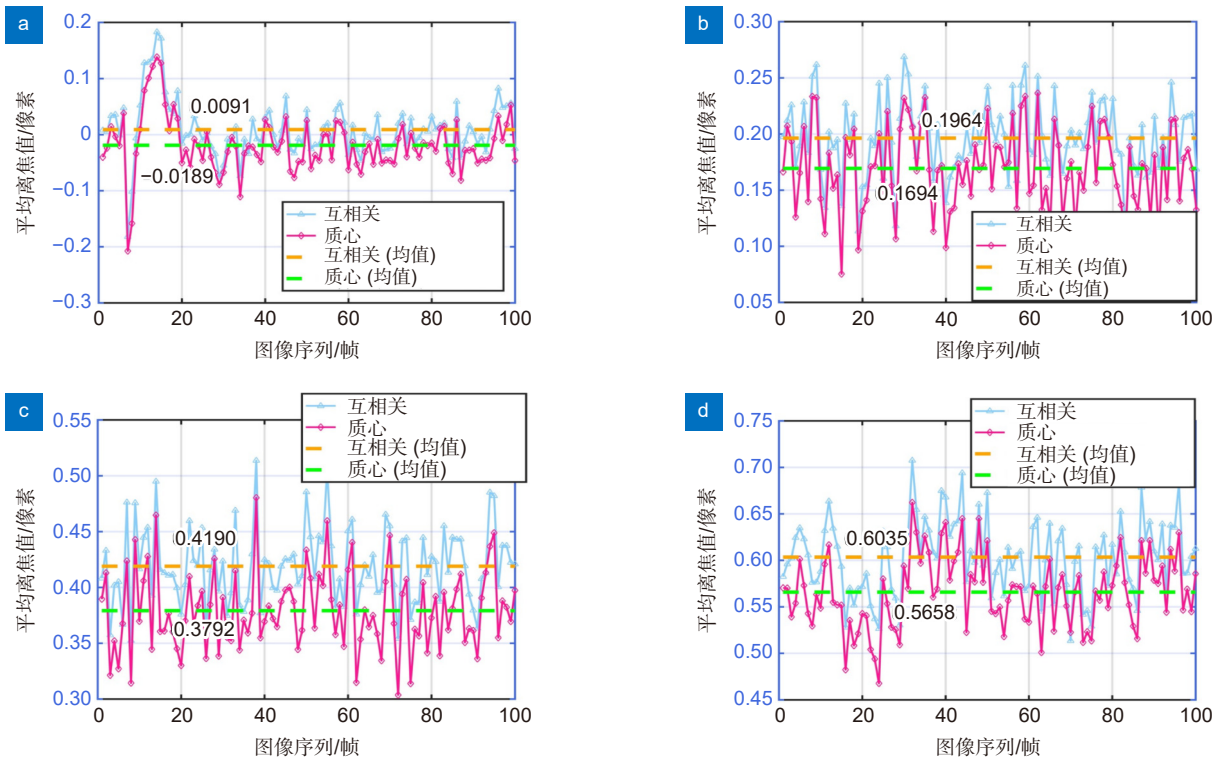 a
平均离焦值/像素
0.2
0.1
0
−0.1
−0.2
−0.3
0.0091
−0.0189
互相关
质心
互相关 (均值)
质心 (均值)
0 20 40 60 80 100
图像序列/帧
b
平均离焦值/像素
0.30
0.25
0.20
0.15
0.10
0.05
0.1964
0.1694
互相关
质心
互相关 (均值)
质心 (均值)
0 20 40 60 80 100
图像序列/帧
c
平均离焦值/像素
0.55
0.50
0.45
0.40
0.35
0.30
互相关
质心
互相关 (均值)
质心 (均值)
0.4190
0.3792
0 20 40 60 80 100
图像序列/帧
d
平均离焦值/像素
0.75
0.70
0.65
0.60
0.55
0.50
0.45
互相关
质心
互相关 (均值)
质心 (均值)
0.6035
0.5658
0 20 40 60 80 100
图像序列/帧